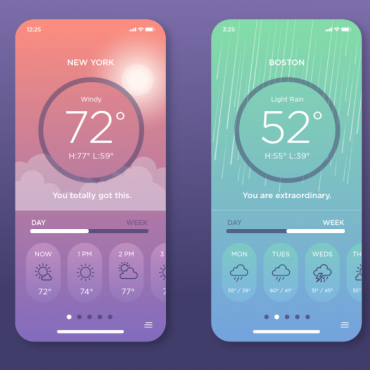 12:25
NEW YORK
Windy
72°
H:77° L:59°
You totally got this.
DAY WEEK
NOW 1 PM 2 PM 3
72° 74° 77° 7
3:25
BOSTON
Light Rain
52°
H:55° L:39°
You are extraordinary.
DAY WEEK
MON TUES WEDS TH
55° / 39° 60° / 41° 51° / 45°